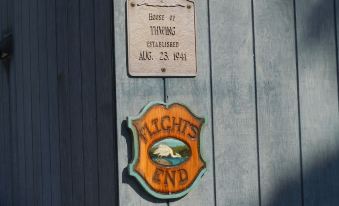 HOUSE OF
THWING
ESTABLISHED
AUG. 23. 1941
FLIGHT'S
END